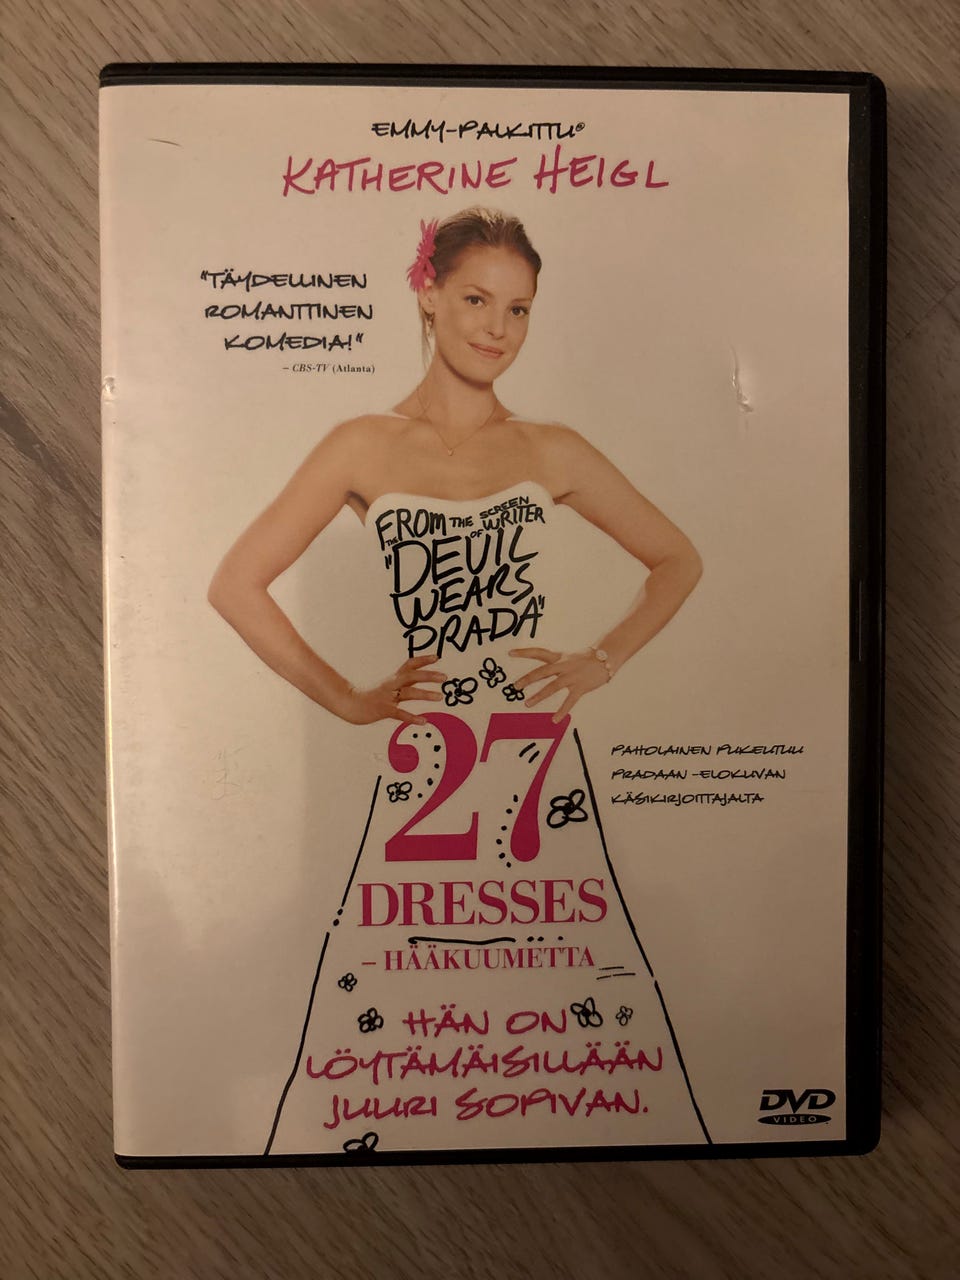 EMMY-PALKITTU®
KATHERINE HEIGL
"TÄYDELLINEN
ROMANTTINEN
KOMEDIA!"
– CBS-TV (Atlanta)
FROM THE SCREEN
WRITER
OF
THE
"DEVIL
WEARS
PRADA"
27
DRESSES
– HÄÄKUUMETTA
PAHOLAINEN PUKEUTUU
PRADAAN -ELOKUVAN
KÄSIKIRJOITTAJALTA
HÄN ON
LÖYTÄMÄISILLÄÄN
JUURI SOPIVAN.
DVD
VIDEO